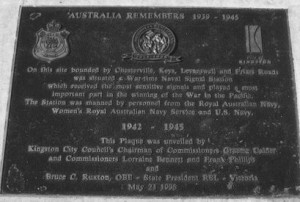 AUSTRALIA REMEMBERS 1939 - 1945
KINGSTON
On this site bounded by Chesterville, Keys, and Roads
was situated a Wartime Naval Signal Station
which received the most sensitive signals and played a most
important part in the winning of the War in the Pacific.
The Station was manned by personnel from the Royal Australian Navy,
Women's Royal Australian Navy Service and U.S. Navy.
1942 - 1945
This Plaque was unveiled by
Kingston City Council's Chairman of Commissioners Graeme Calder
and Commissioners Lorraine Bennett and Frank Phillips
and
Bruce C. Ruxton, OBE - State President RSL - Victoria
May 21